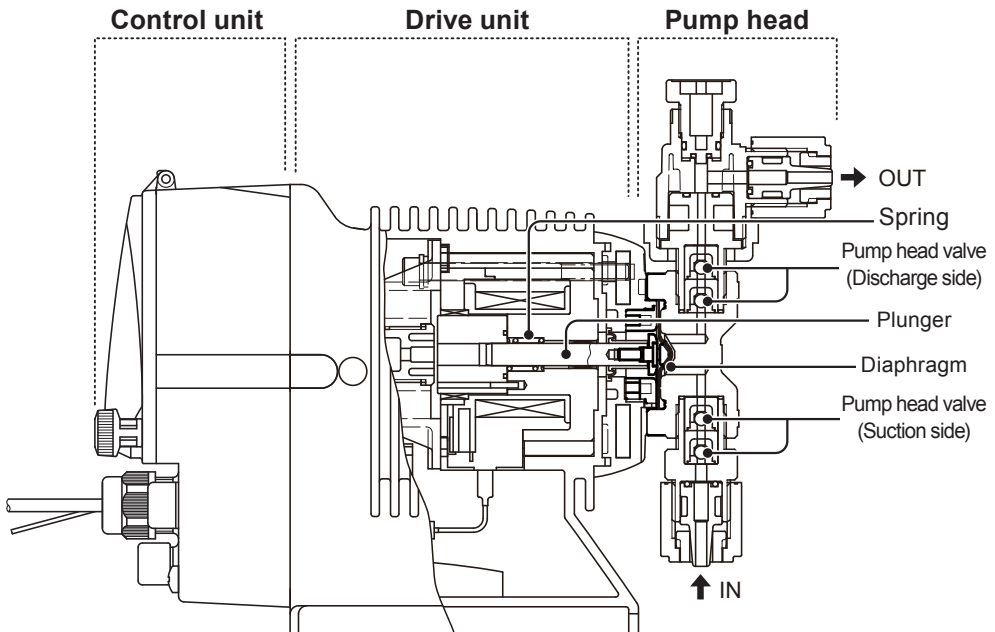 Control unit
Drive unit
Pump head
OUT
Spring
Pump head valve
(Discharge side)
Plunger
Diaphragm
Pump head valve
(Suction side)
IN